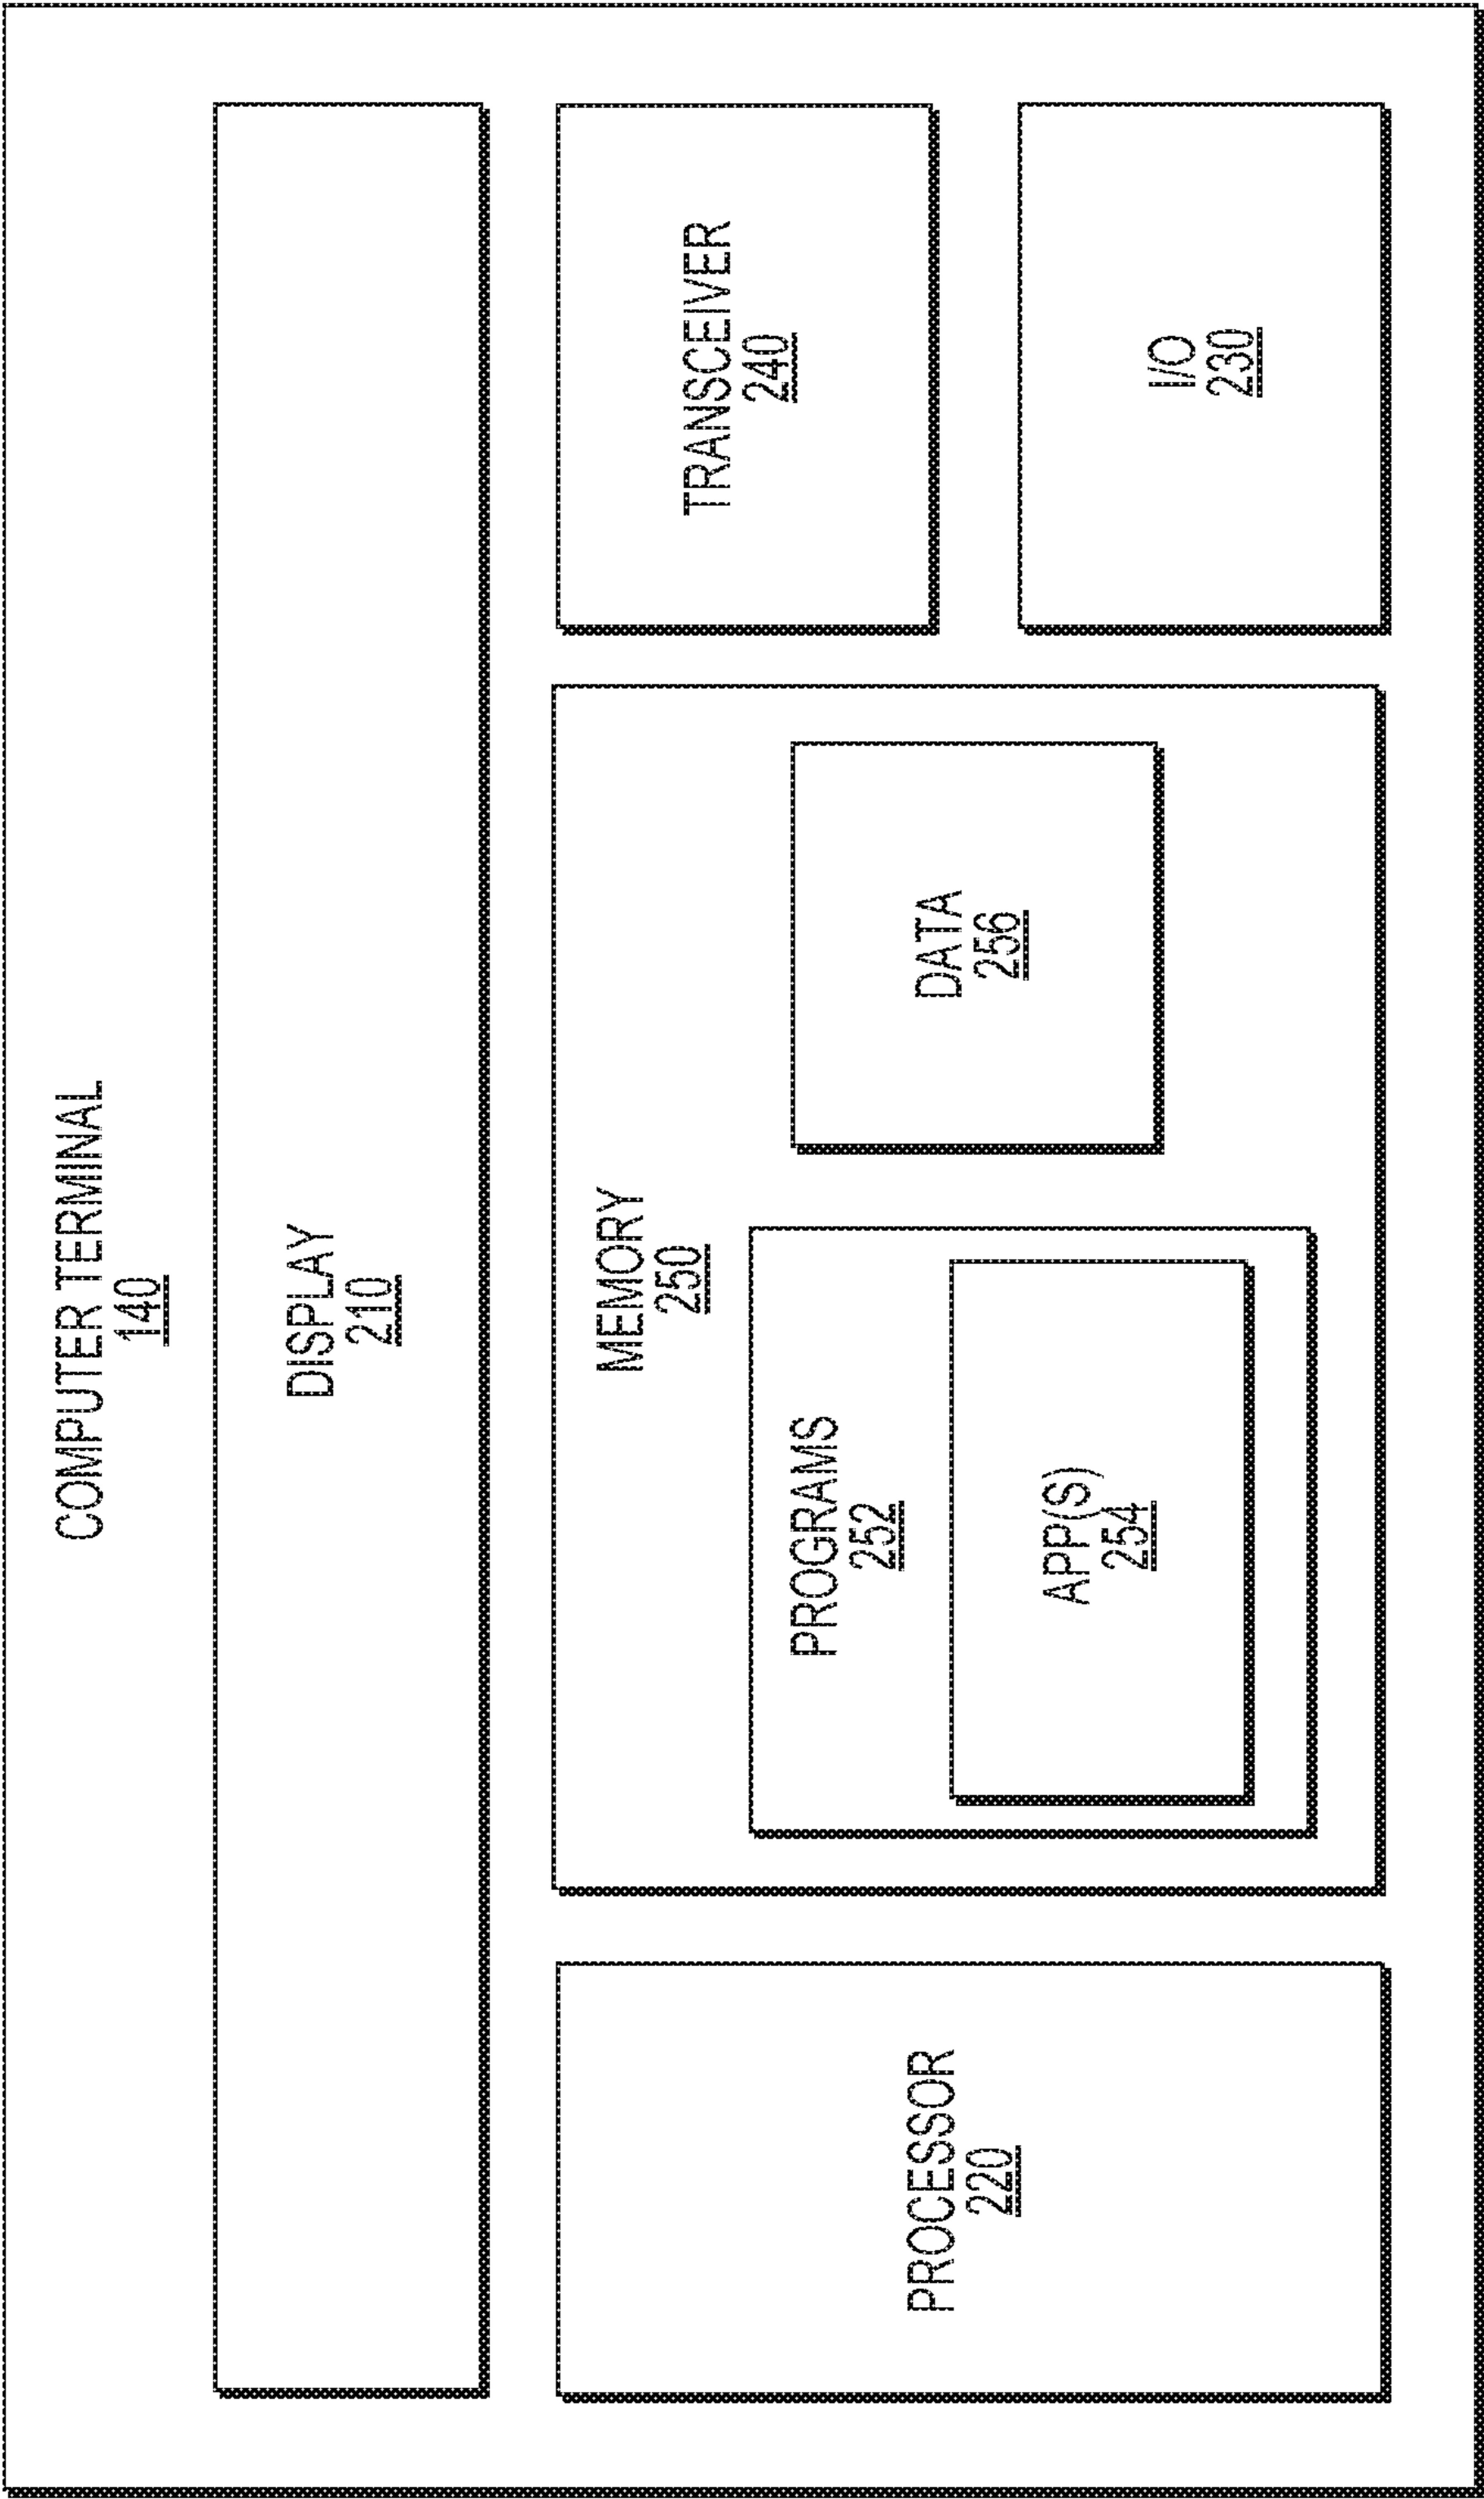 COMPUTER TERMINAL
140
DISPLAY
210
PROCESSOR
220
MEMORY
250
PROGRAMS
252
APP(S)
254
DATA
256
TRANSCEIVER
240
I/O
230